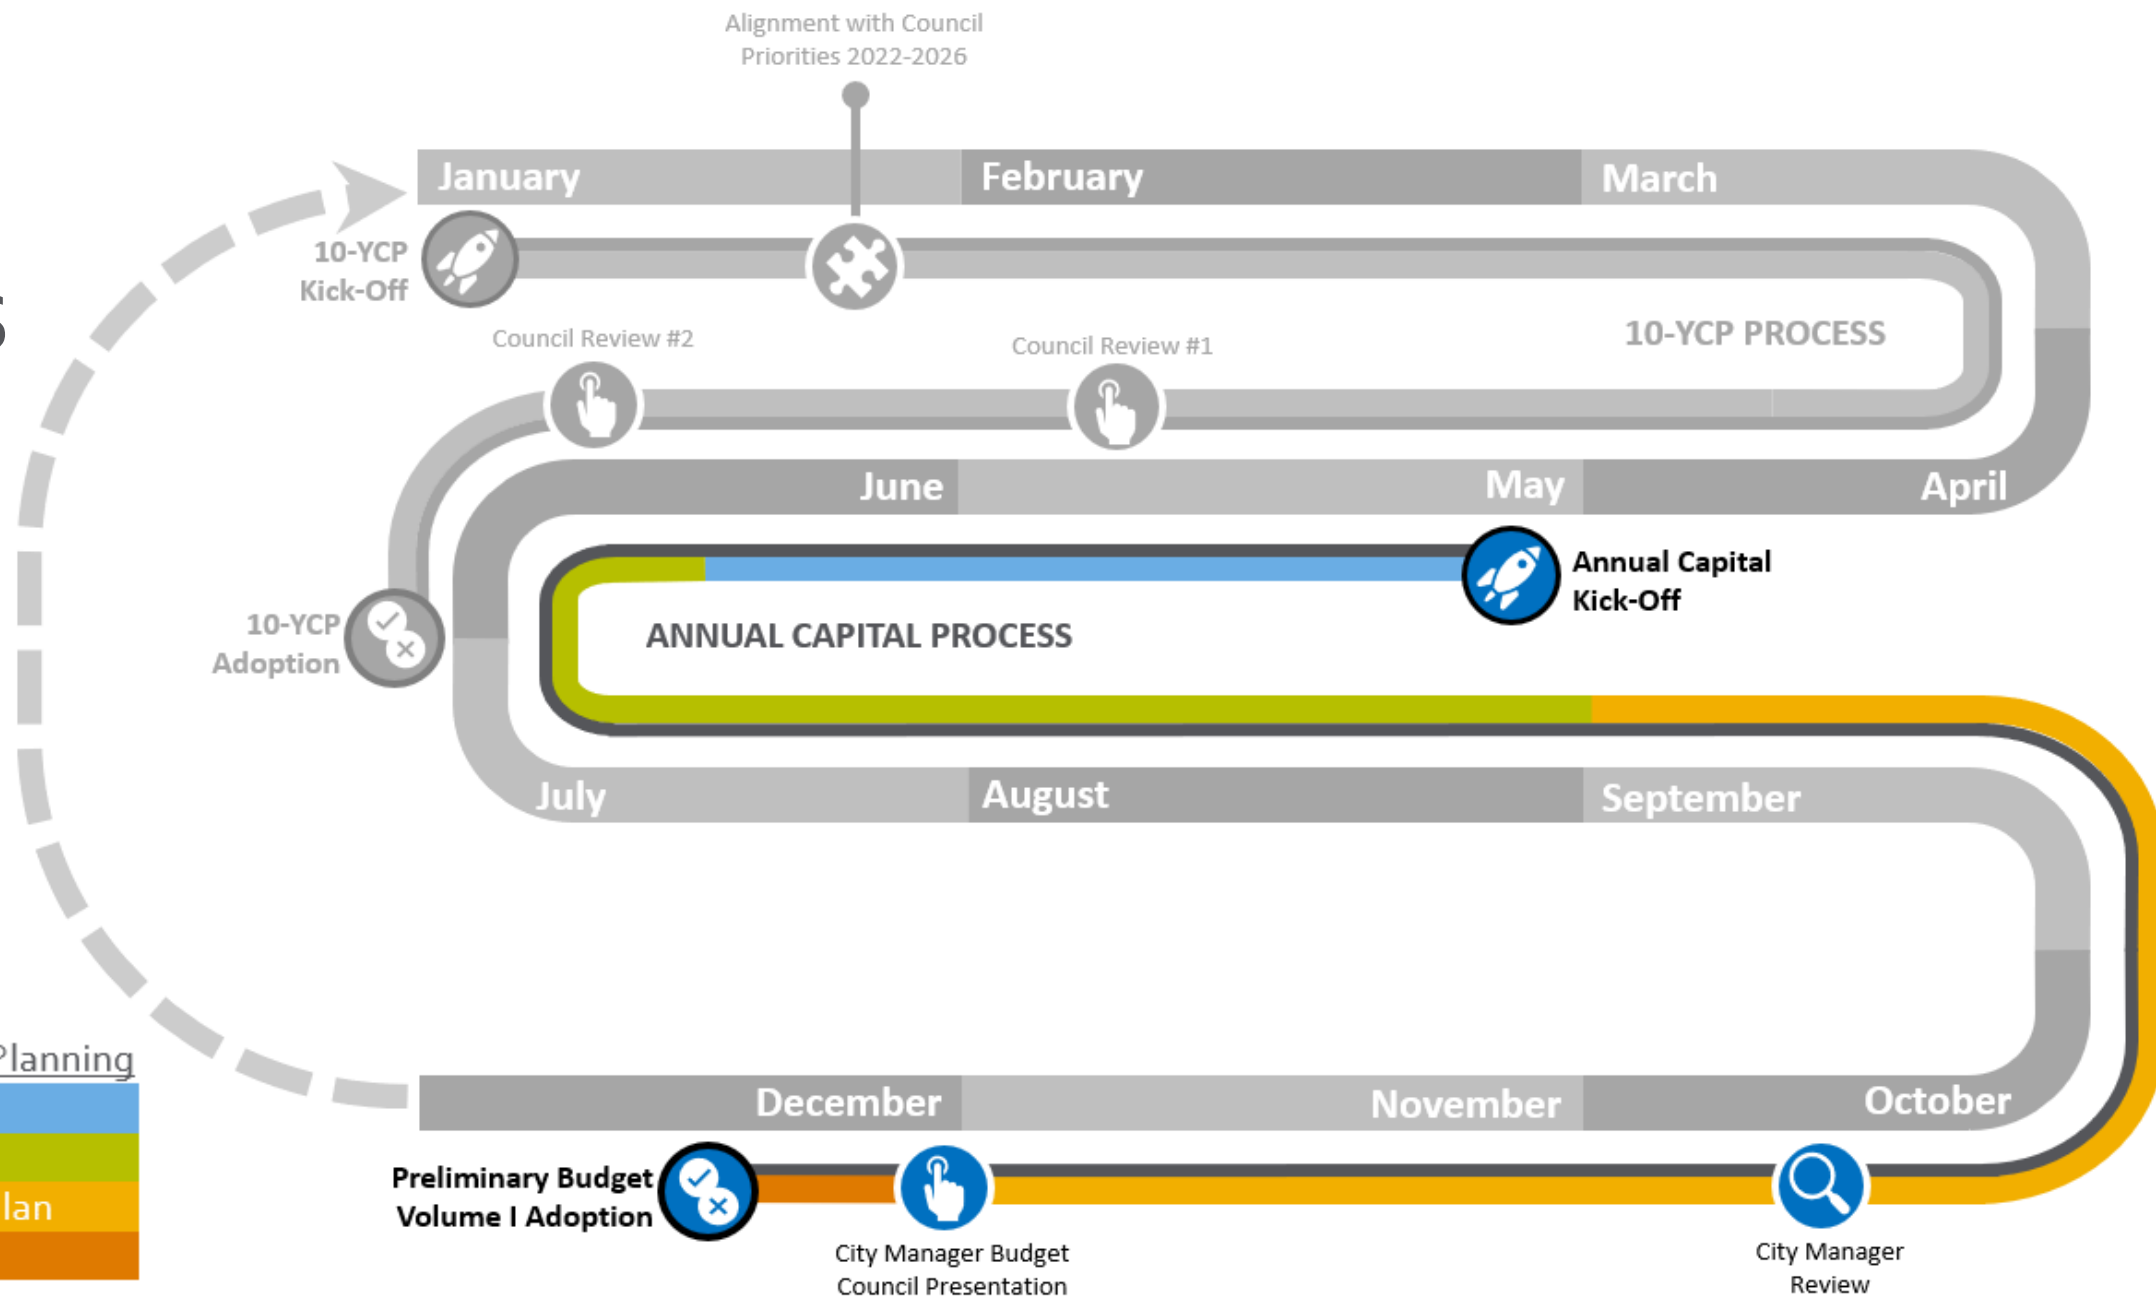 Alignment with Council
Priorities 2022-2026
January
February
March
10-YCP
Kick-Off
10-YCP PROCESS
Council Review #2
Council Review #1
June
May
April
Annual Capital
Kick-Off
10-YCP
Adoption
ANNUAL CAPITAL PROCESS
July
August
September
Planning
lan
December
November
October
Preliminary Budget
Volume I Adoption
City Manager Budget
Council Presentation
City Manager
Review